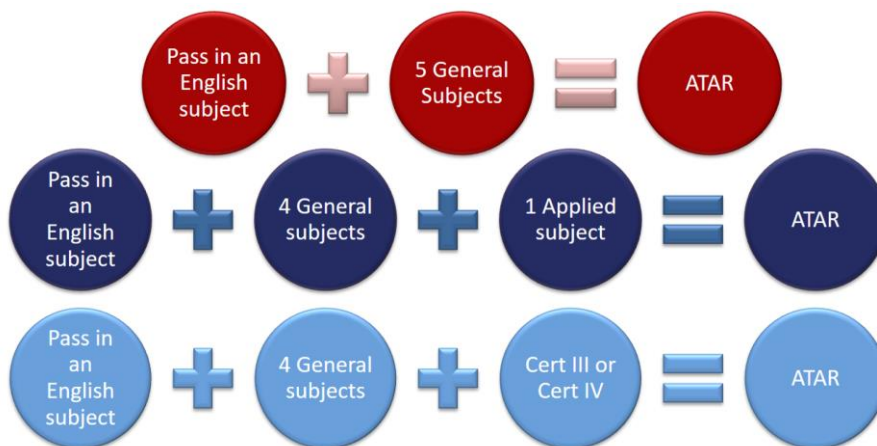 Pass in an
English
subject
5 General
Subjects
ATAR
Pass in
an
English
subject
4 General
subjects
1 Applied
subject
ATAR
Pass in
an
English
subject
4 General
subjects
Cert III or
Cert IV
ATAR